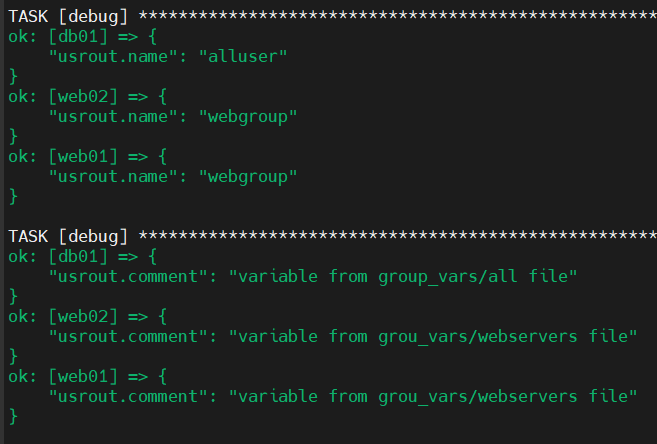 TASK [debug] ****************************************************
ok: [db01] => {
    "usrout.name": "alluser"
}
ok: [web02] => {
    "usrout.name": "webgroup"
}
ok: [web01] => {
    "usrout.name": "webgroup"
}
TASK [debug] ****************************************************
ok: [db01] => {
    "usrout.comment": "variable from group_vars/all file"
}
ok: [web02] => {
    "usrout.comment": "variable from grou_vars/webservers file"
}
ok: [web01] => {
    "usrout.comment": "variable from grou_vars/webservers file"
}